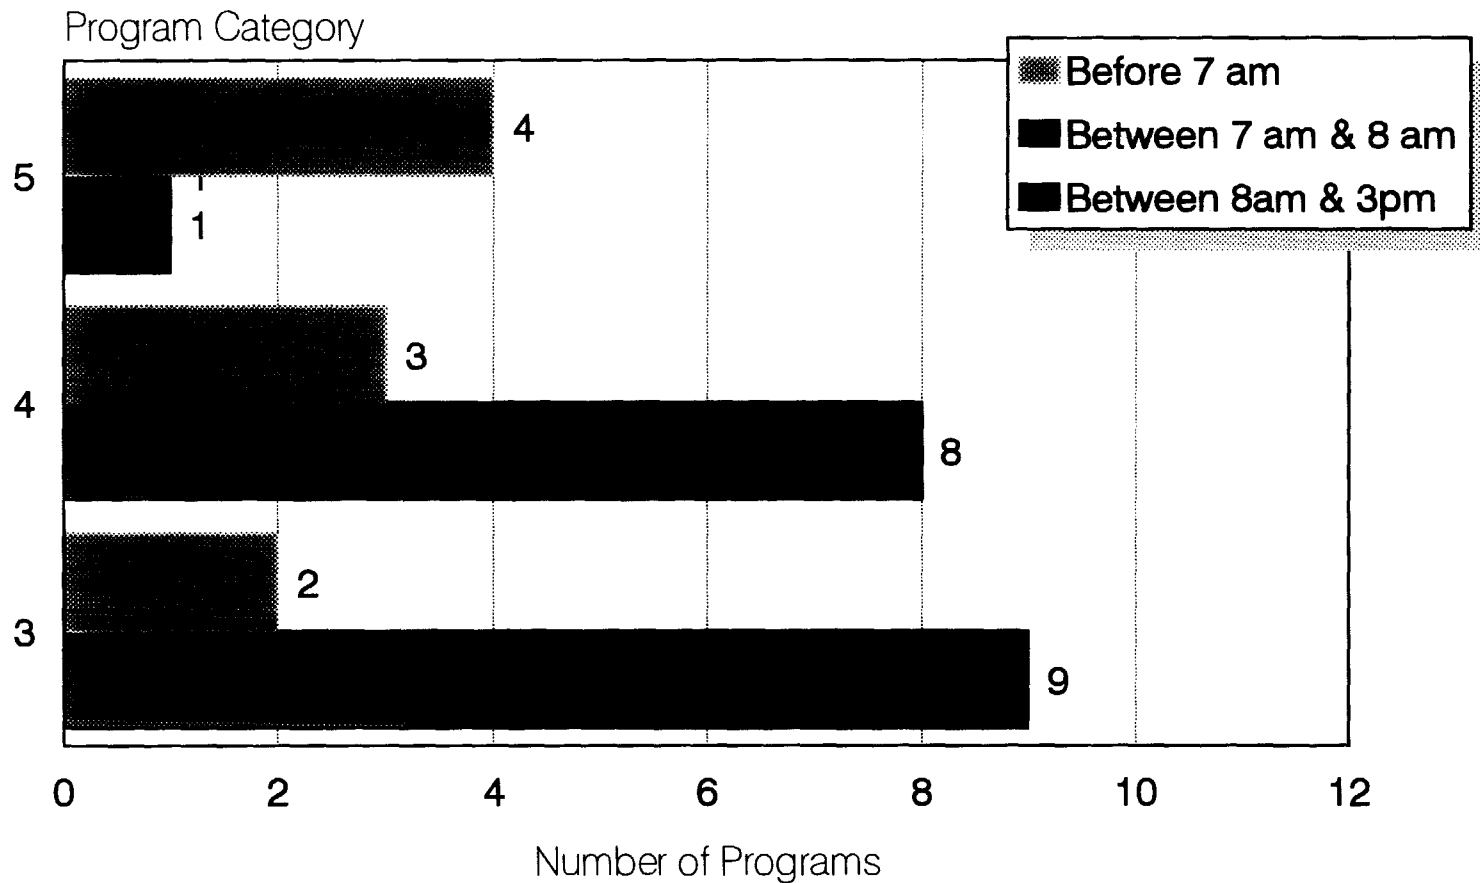 Program Category
Before 7 am
Between 7 am & 8 am
Between 8am & 3pm
4
5
1
3
4
8
2
3
9
0 2 4 6 8 10 12
Number of Programs